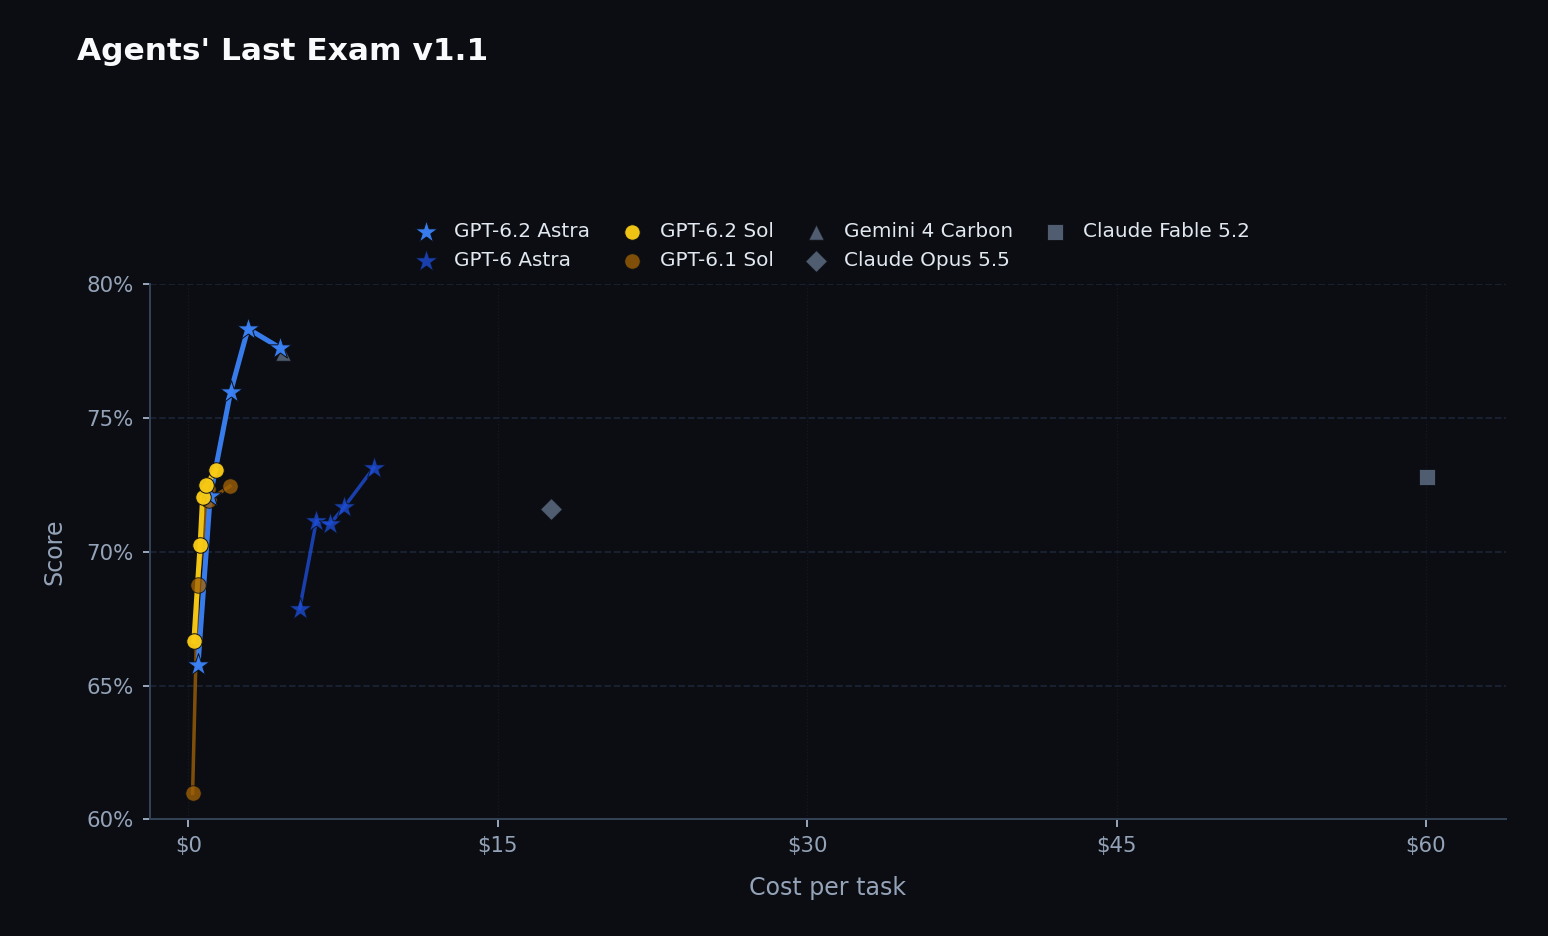 Agents' Last Exam v1.1
GPT-6.2 Astra
GPT-6.2 Sol
Gemini 4 Carbon
Claude Fable 5.2
GPT-6 Astra
GPT-6.1 Sol
Claude Opus 5.5
80%
75%
70%
65%
60%
Score
$0
$15
$30
$45
$60
Cost per task